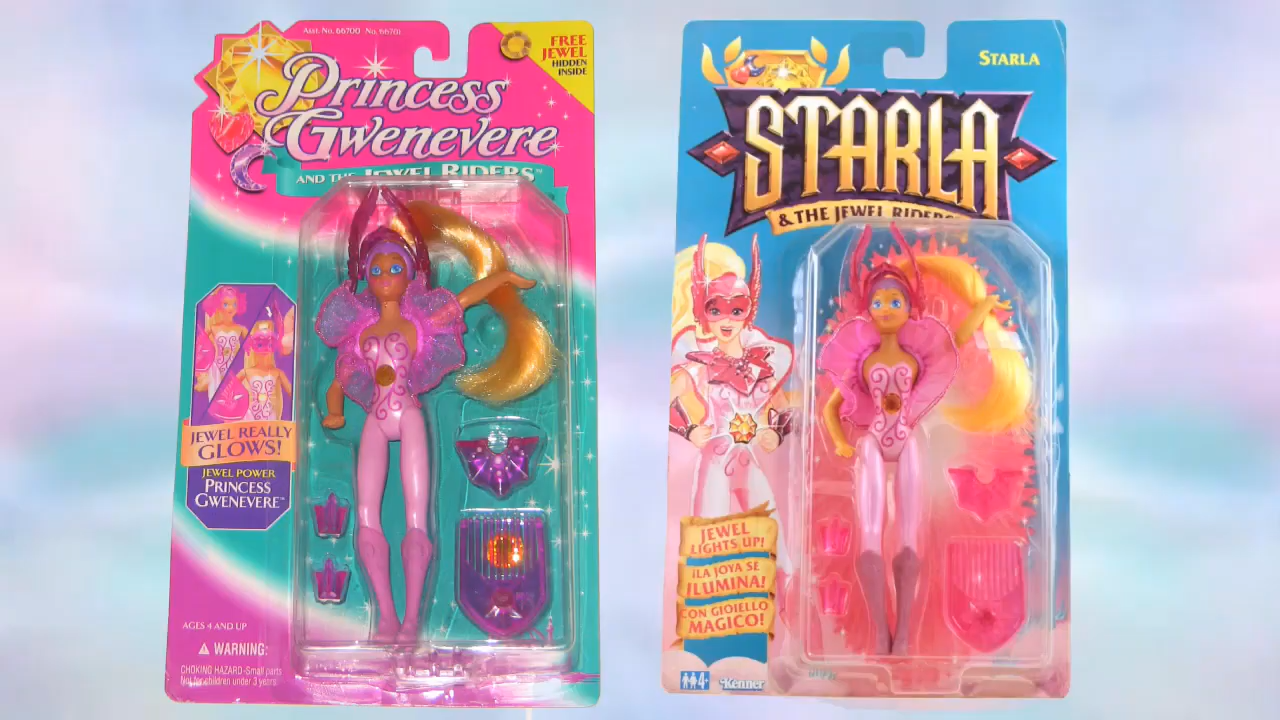 Asst. No. 66700 No. 66701
FREE
JEWEL
HIDDEN
INSIDE
Princess
Gwenevere
AND THE JEWEL RIDERS™
JEWEL REALLY
GLOWS!
JEWEL POWER
PRINCESS
GWENEVERE™
AGES 4 AND UP
WARNING:
CHOKING HAZARD-Small parts
Not for children under 3 years.
STARLA
STARLA
& THE JEWEL RIDERS
JEWEL
LIGHTS UP!
¡LA JOYA SE
ILUMINA!
CON GIOIELLO
MAGICO!
4+
Kenner